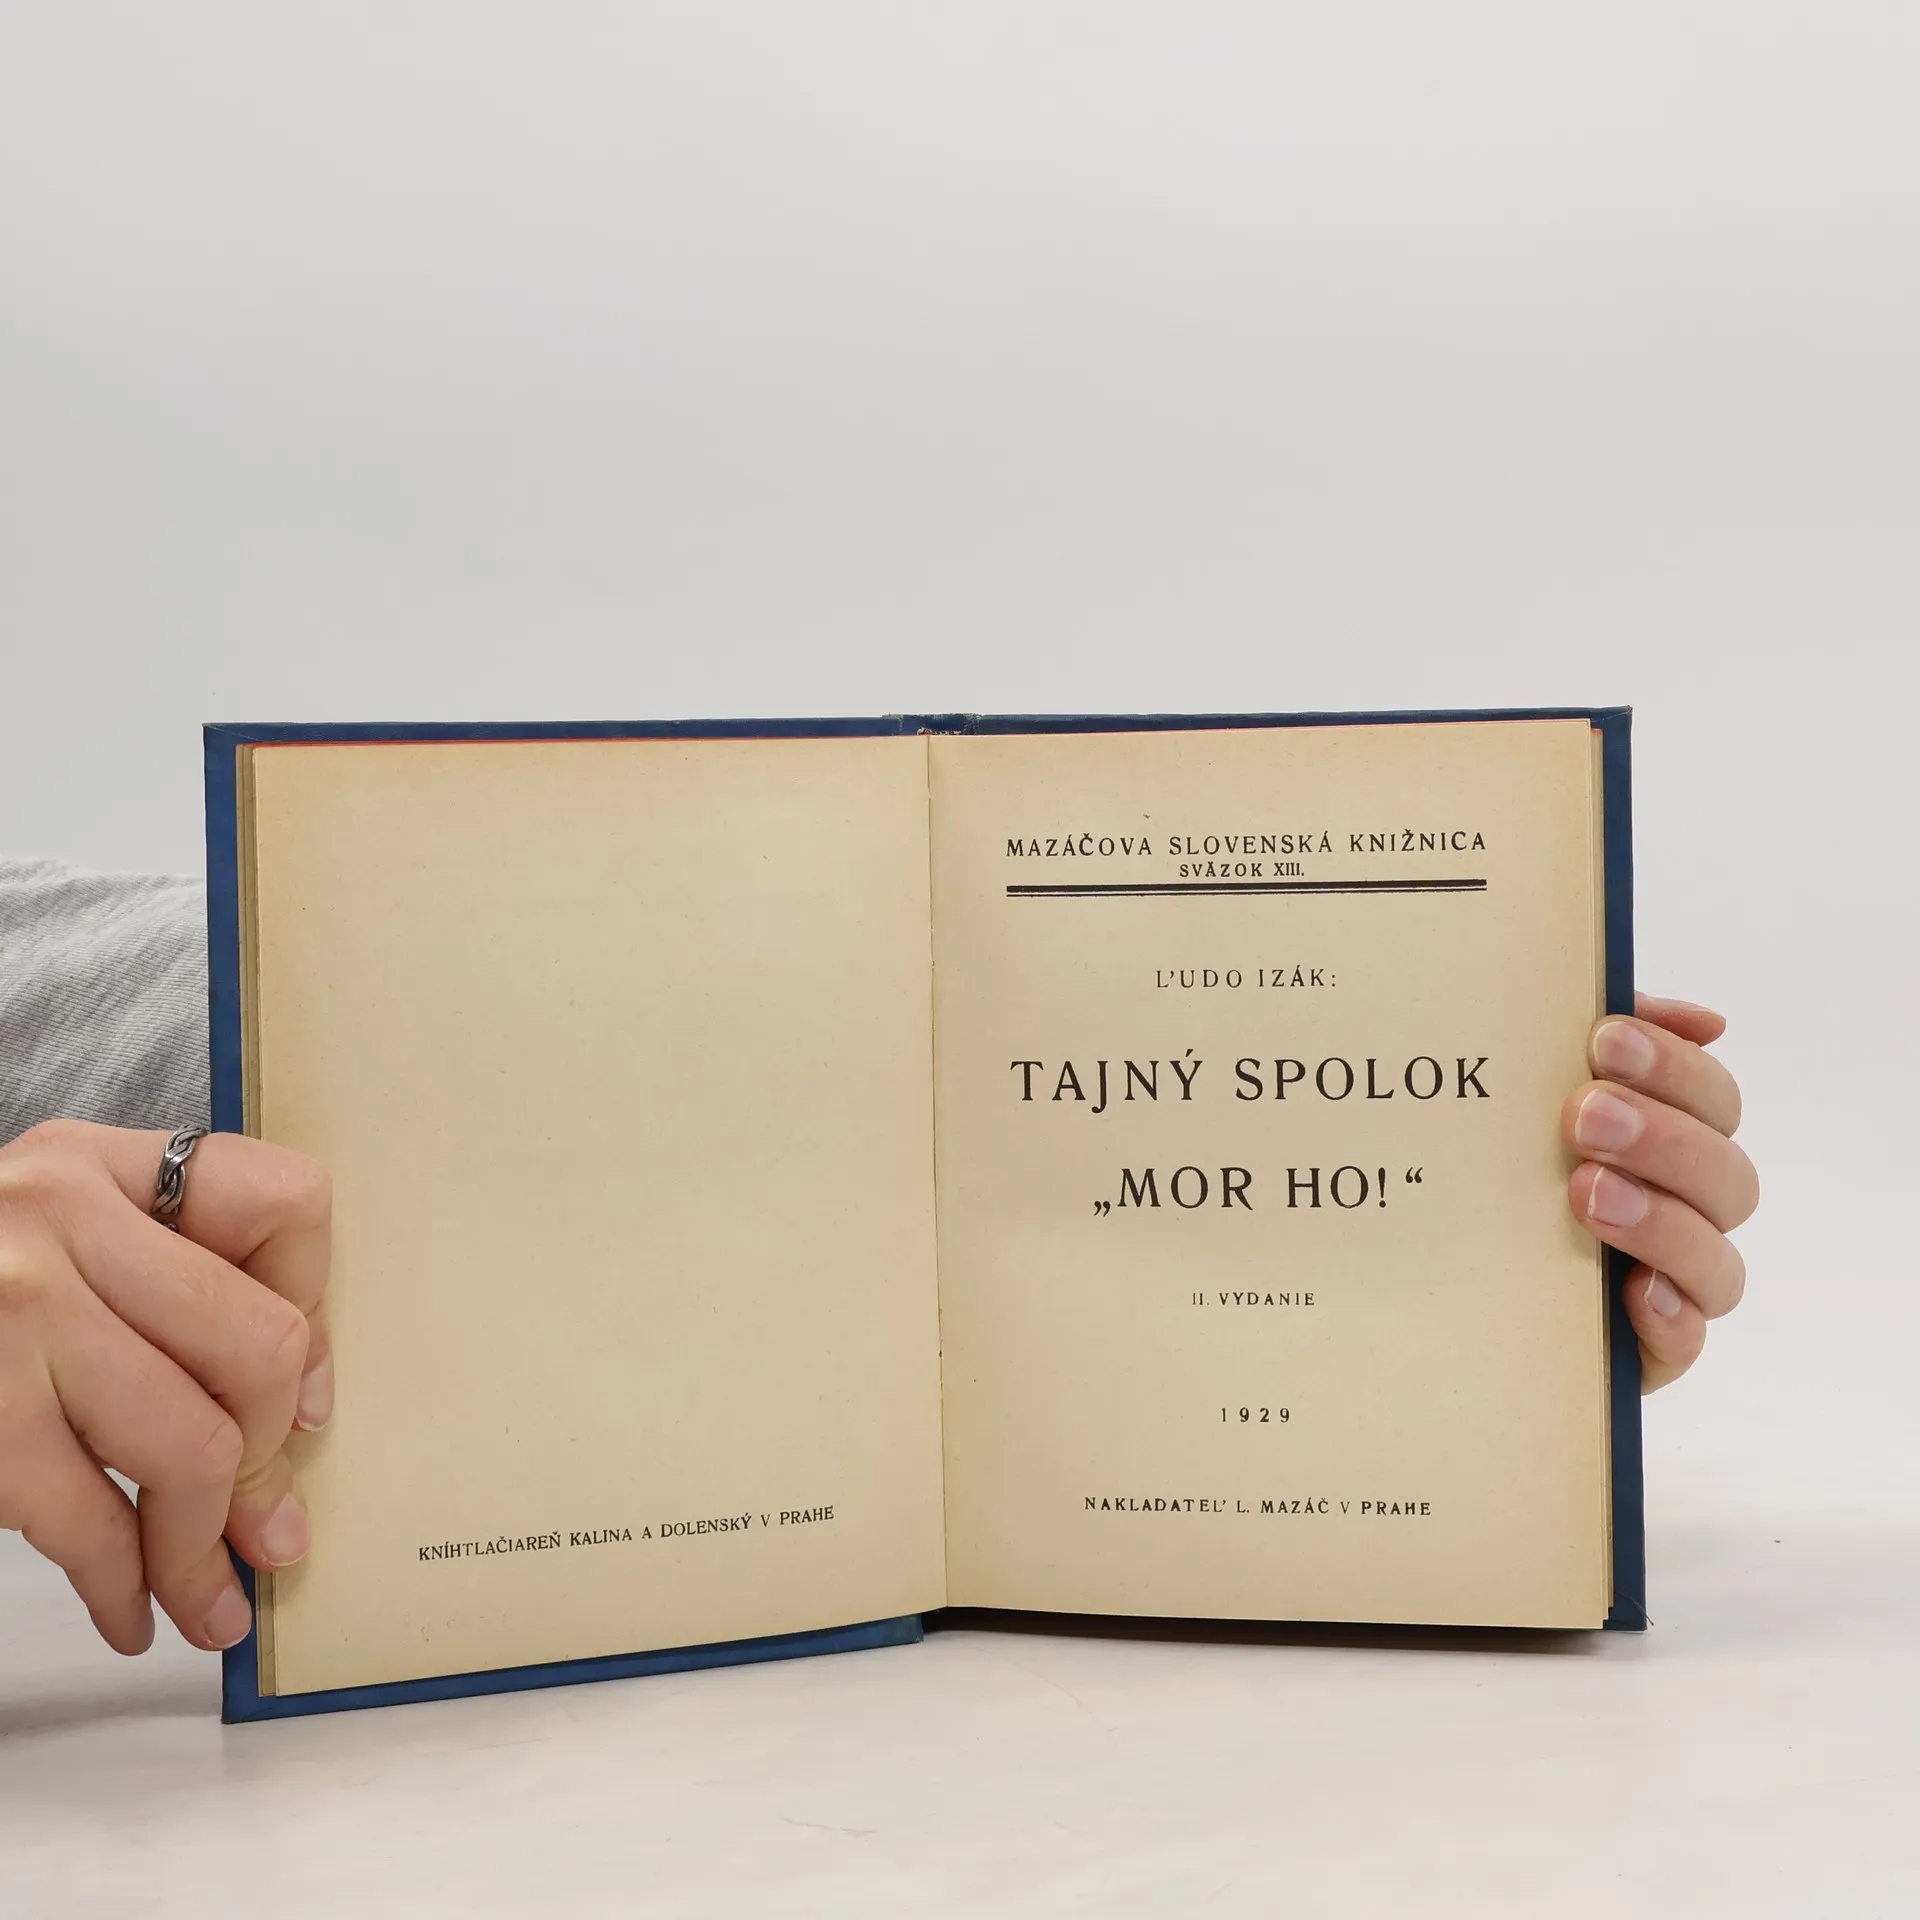 KNÍHTLAČIAREŇ KALINA A DOLENSKÝ V PRAHE
MAZÁČOVA SLOVENSKÁ KNIŽNICA
SVÄZOK XIII.
ĽUDO IZÁK:
TAJNÝ SPOLOK
„MOR HO!“
II. VYDANIE
1929
NAKLADATEĽ L. MAZÁČ V PRAHE